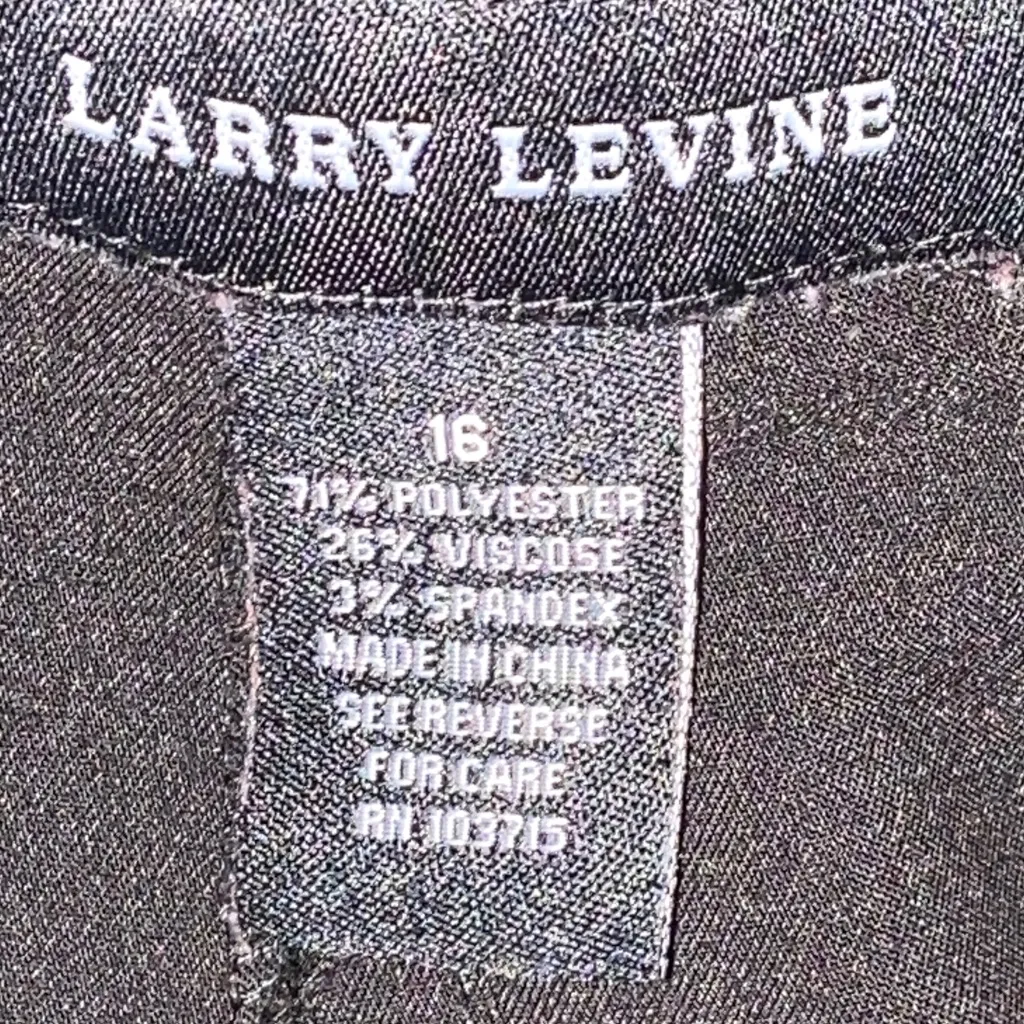 LARRY LEVINE
16
71% POLYESTER
26% VISCOSE
3% SPANDEX
MADE IN CHINA
SEE REVERSE
FOR CARE
RN 103715